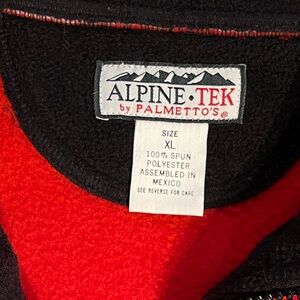 ALPINE·TEK
by PALMETTO'S®
SIZE
XL
100% SPUN
POLYESTER
ASSEMBLED IN
MEXICO
SEE REVERSE FOR CARE